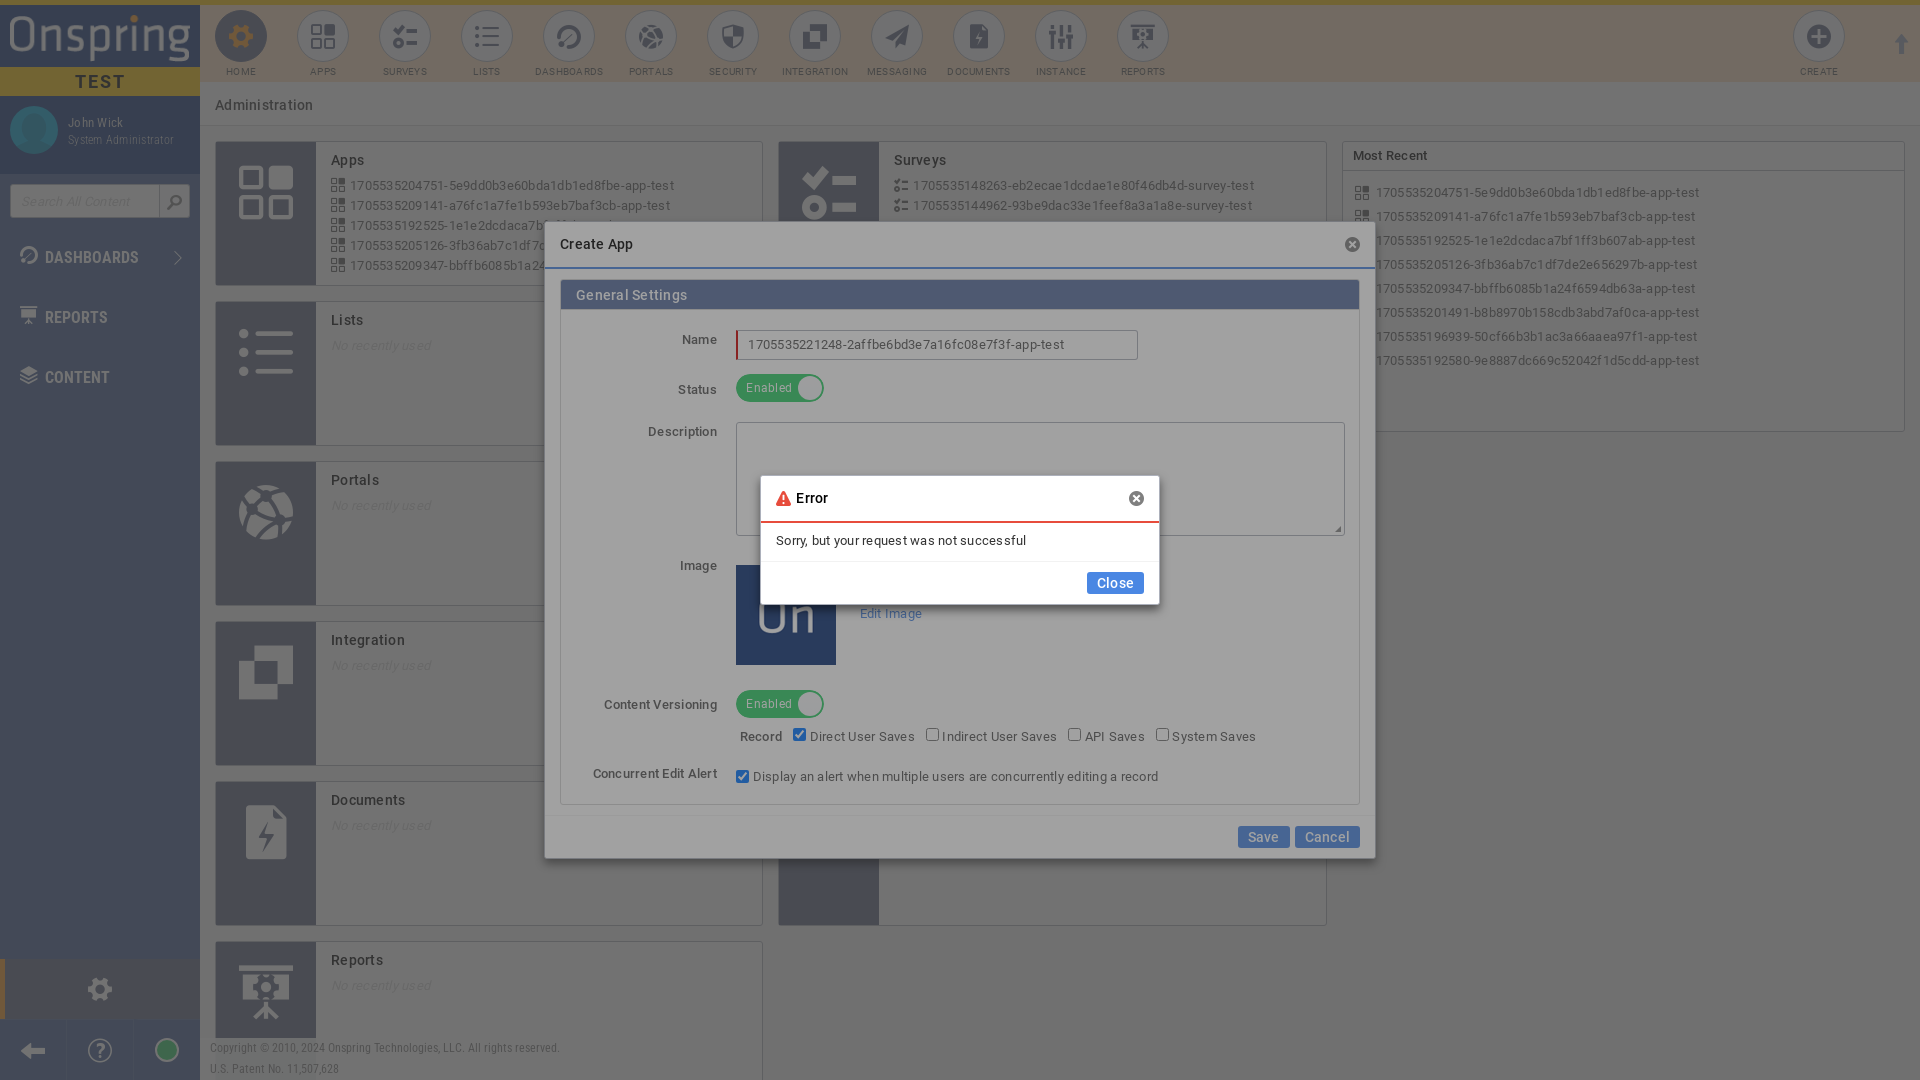 Onspring
TEST
John Wick
System Administrator
Search All Content
DASHBOARDS
REPORTS
CONTENT
HOME
APPS
SURVEYS
LISTS
DASHBOARDS
PORTALS
SECURITY
INTEGRATION
MESSAGING
DOCUMENTS
INSTANCE
REPORTS
CREATE
Administration
Apps
1705535204751-5e9dd0b3e60bda1db1ed8fbe-app-test
1705535209141-a76fc1a7fe1b593eb7baf3cb-app-test
1705535192525-1e1e2dcdaca7b
1705535205126-3fb36ab7c1df7d
1705535209347-bbffb6085b1a24
Surveys
1705535148263-eb2ecae1dcdae1e80f46db4d-survey-test
1705535144962-93be9dac33e1feef8a3a1a8e-survey-test
Most Recent
1705535204751-5e9dd0b3e60bda1db1ed8fbe-app-test
1705535209141-a76fc1a7fe1b593eb7baf3cb-app-test
1705535192525-1e1e2dcdaca7bf1ff3b607ab-app-test
1705535205126-3fb36ab7c1df7de2e656297b-app-test
1705535209347-bbffb6085b1a24f6594db63a-app-test
1705535201491-b8b8970b158cdb3abd7af0ca-app-test
1705535196939-50cf66b3b1ac3a66aaea97f1-app-test
1705535192580-9e8887dc669c52042f1d5cdd-app-test
Lists
No recently used
Portals
No recently used
Integration
No recently used
Documents
No recently used
Reports
No recently used
Create App
General Settings
Name
1705535221248-2affbe6bd3e7a16fc08e7f3f-app-test
Status
Enabled
Description
Error
Sorry, but your request was not successful
Close
Image
On
Edit Image
Content Versioning
Enabled
Record Direct User Saves Indirect User Saves API Saves System Saves
Concurrent Edit Alert
Display an alert when multiple users are concurrently editing a record
Save
Cancel
Copyright © 2010, 2024 Onspring Technologies, LLC. All rights reserved.
U.S. Patent No. 11,507,628